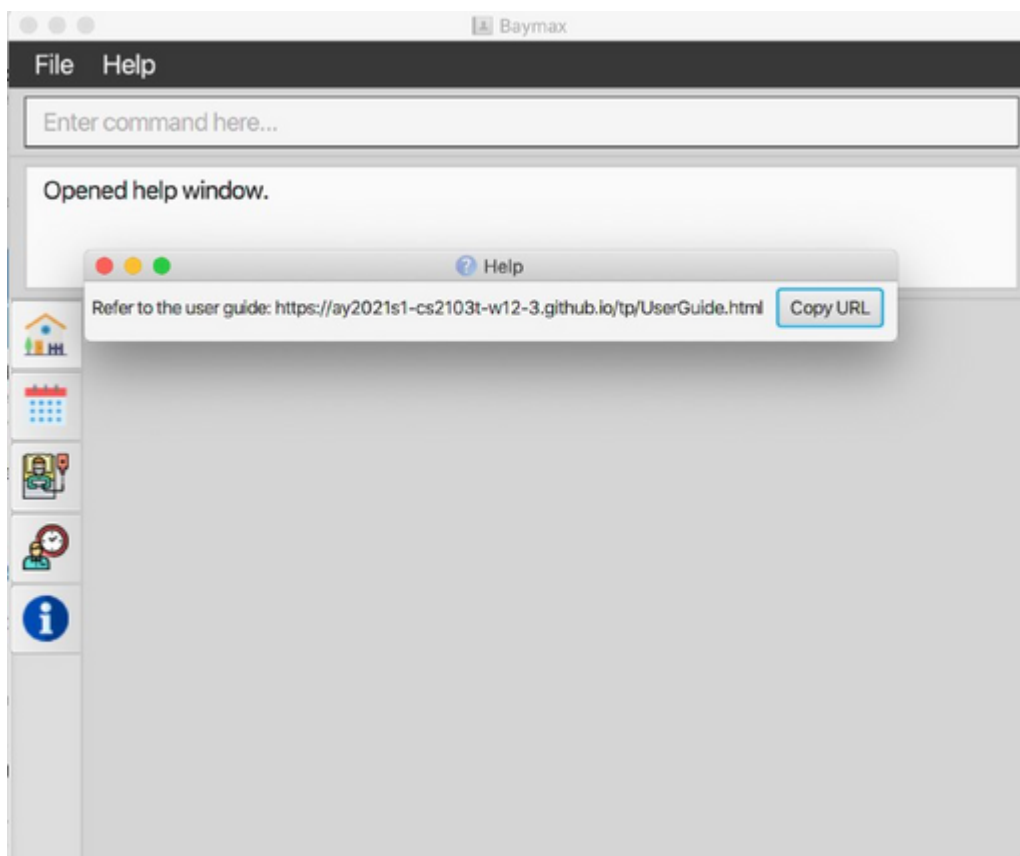 Baymax
File Help
Enter command here...
Opened help window.
Help
Refer to the user guide: https://ay2021s1-cs2103t-w12-3.github.io/tp/UserGuide.html Copy URL